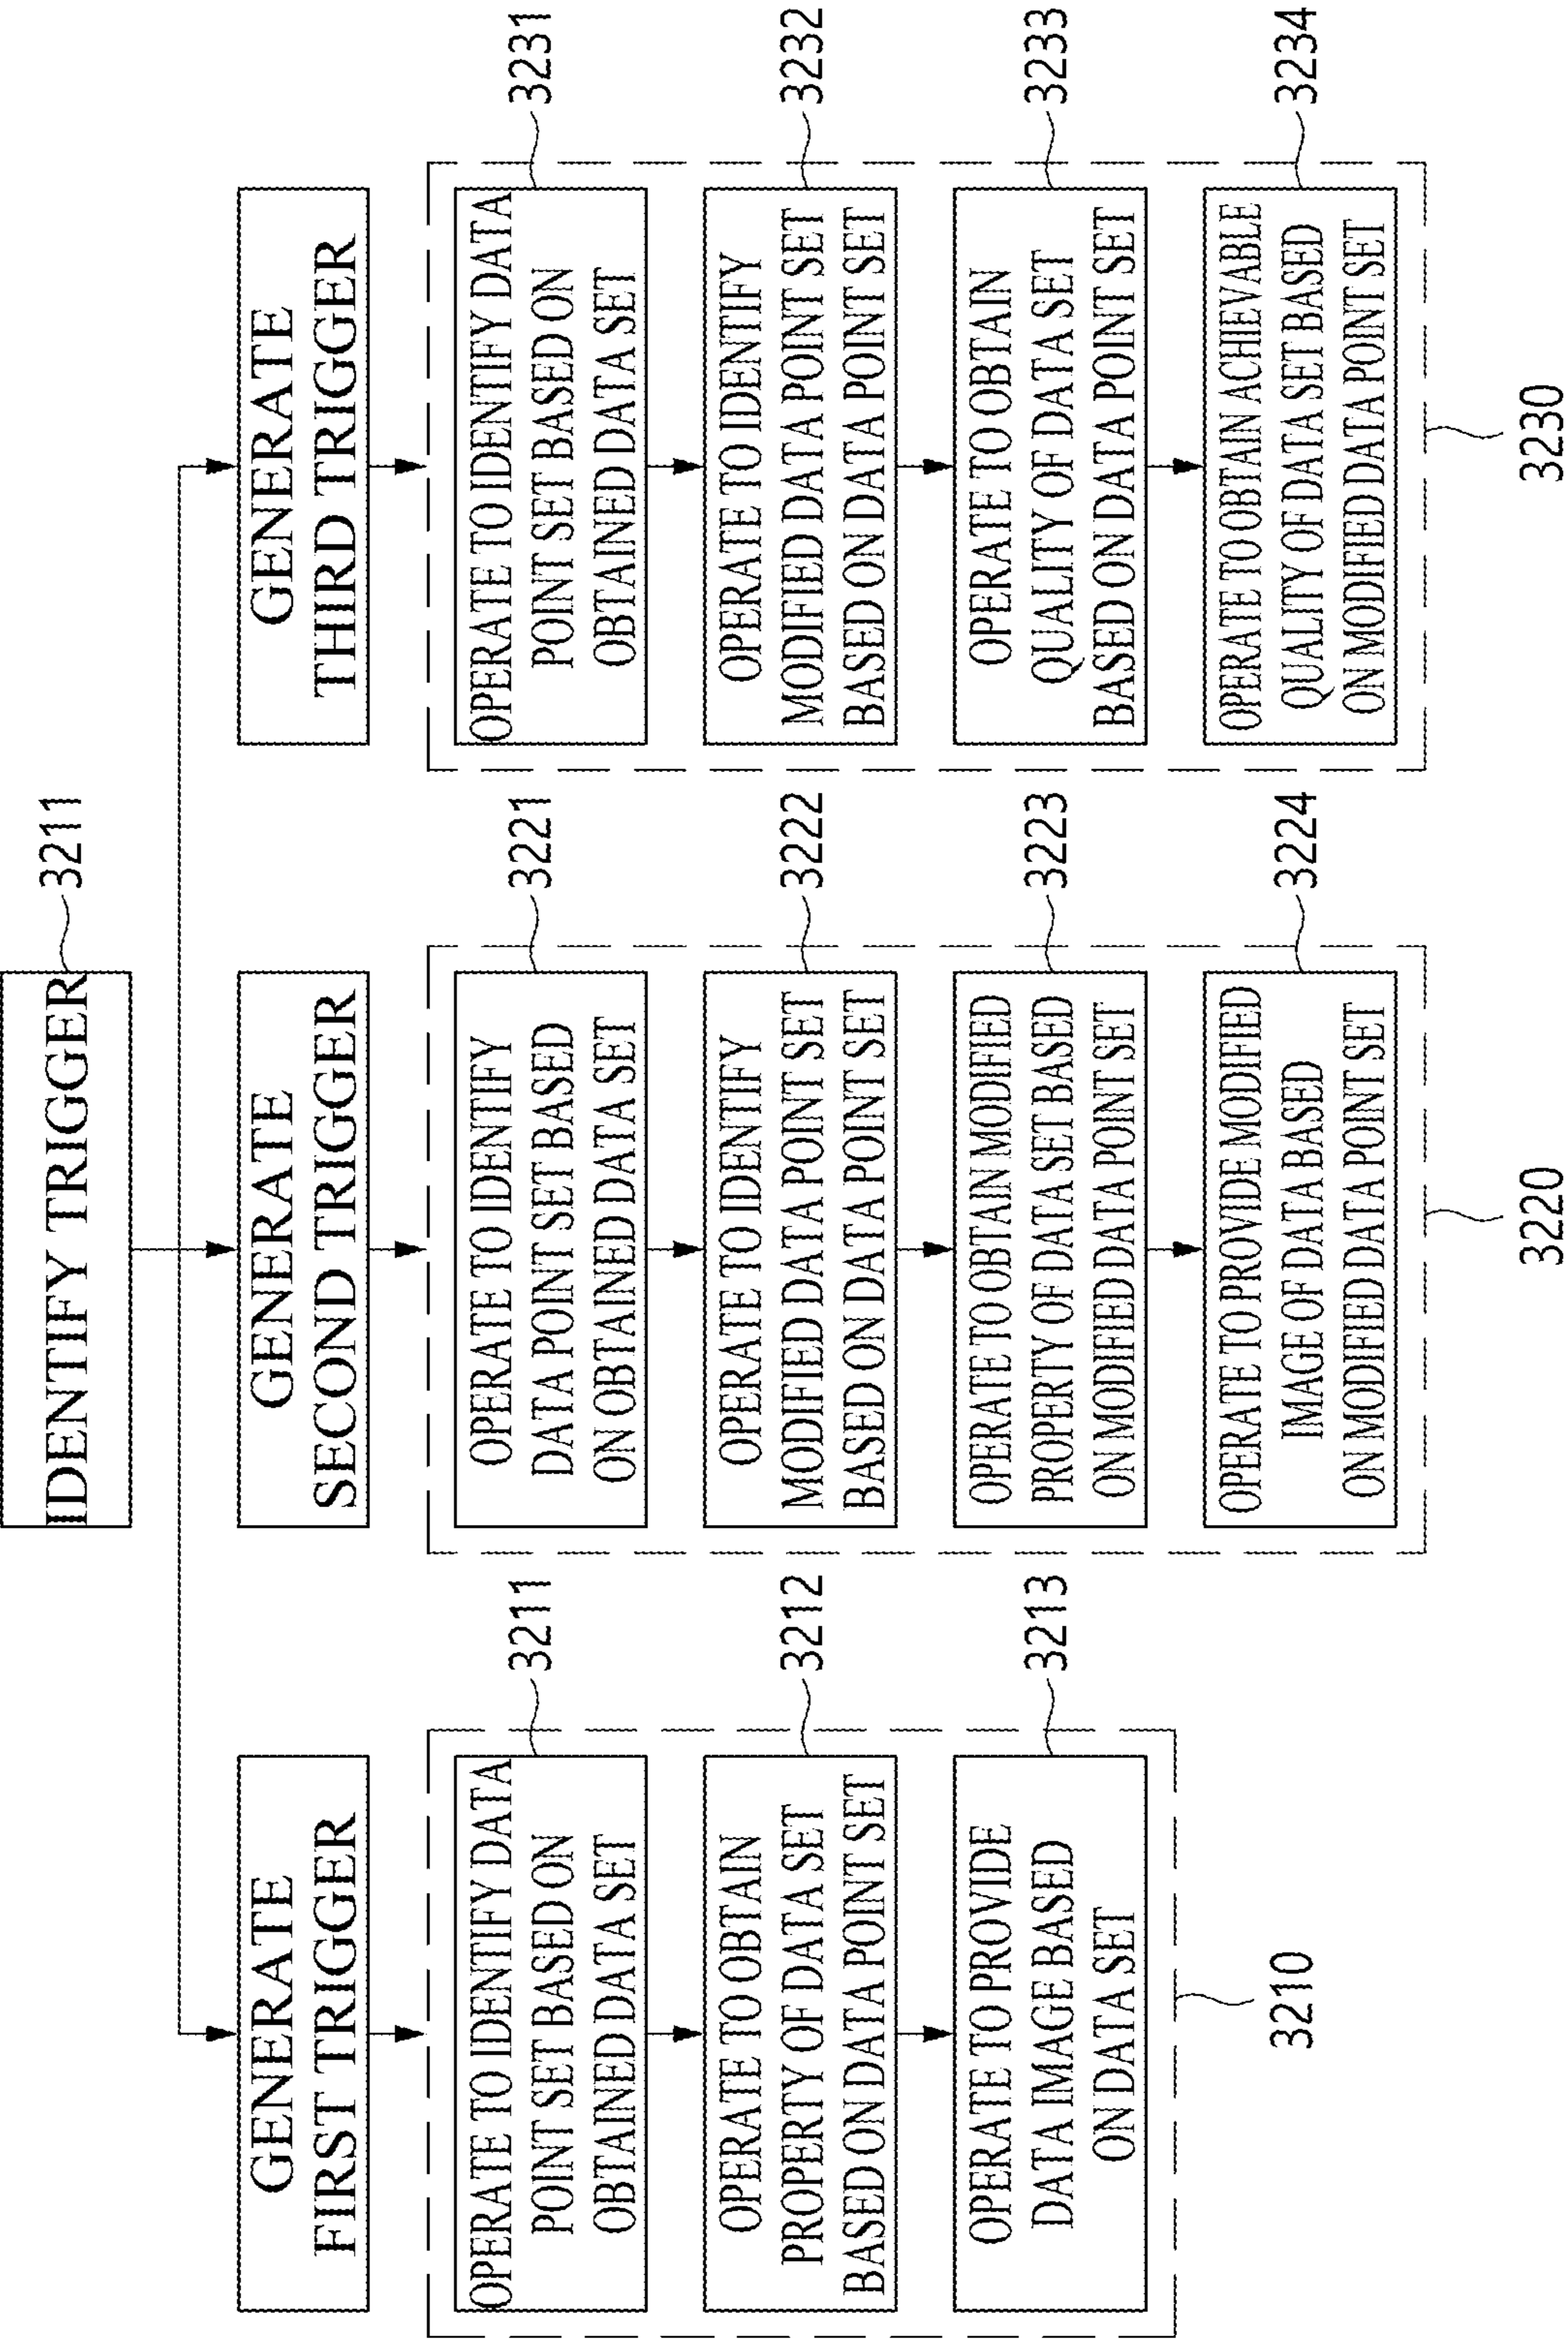 IDENTIFY TRIGGER
3211
GENERATE
FIRST TRIGGER
OPERATE TO IDENTIFY DATA
POINT SET BASED ON
OBTAINED DATA SET
3211
OPERATE TO OBTAIN
PROPERTY OF DATA SET
BASED ON DATA POINT SET
3212
OPERATE TO PROVIDE
DATA IMAGE BASED
ON DATA SET
3213
3210
GENERATE
SECOND TRIGGER
OPERATE TO IDENTIFY
DATA POINT SET BASED
ON OBTAINED DATA SET
3221
OPERATE TO IDENTIFY
MODIFIED DATA POINT SET
BASED ON DATA POINT SET
3222
OPERATE TO OBTAIN MODIFIED
PROPERTY OF DATA SET BASED
ON MODIFIED DATA POINT SET
3223
OPERATE TO PROVIDE MODIFIED
IMAGE OF DATA BASED
ON MODIFIED DATA POINT SET
3224
3220
GENERATE
THIRD TRIGGER
OPERATE TO IDENTIFY DATA
POINT SET BASED ON
OBTAINED DATA SET
3231
OPERATE TO IDENTIFY
MODIFIED DATA POINT SET
BASED ON DATA POINT SET
3232
OPERATE TO OBTAIN
QUALITY OF DATA SET
BASED ON DATA POINT SET
3233
OPERATE TO OBTAIN ACHIEVABLE
QUALITY OF DATA SET BASED
ON MODIFIED DATA POINT SET
3234
3230